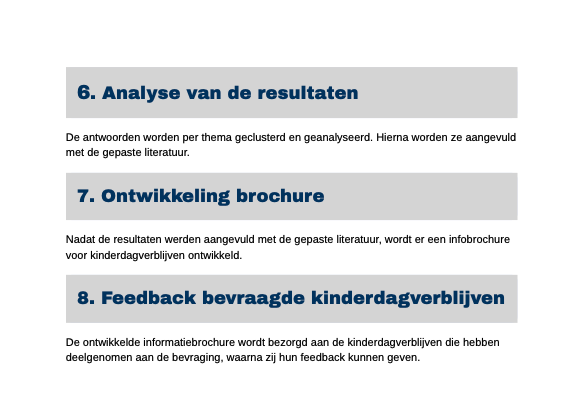 6. Analyse van de resultaten
De antwoorden worden per thema geclusterd en geanalyseerd. Hierna worden ze aangevuld
met de gepaste literatuur.
7. Ontwikkeling brochure
Nadat de resultaten werden aangevuld met de gepaste literatuur, wordt er een infobrochure
voor kinderdagverblijven ontwikkeld.
8. Feedback bevraagde kinderdagverblijven
De ontwikkelde informatiebrochure wordt bezorgd aan de kinderdagverblijven die hebben
deelgenomen aan de bevraging, waarna zij hun feedback kunnen geven.